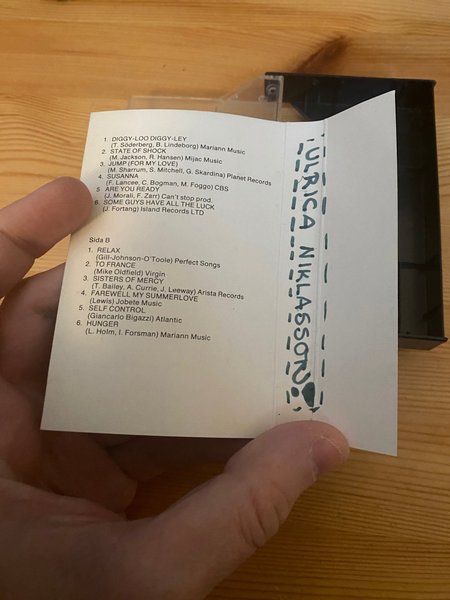 1. DIGGY-LOO DIGGY-LEY
(T. Söderberg, B. Lindeborg) Mariann Music
2. STATE OF SHOCK
(M. Jackson, R. Hansen) Mijac Music
3. JUMP (FOR MY LOVE)
(M. Sharrum, S. Mitchell, G. Skardina) Planet Records
4. SUSANNA
(F. Lancee, C. Bogman, M. Foggo) CBS
5 ARE YOU READY
(J. Morali, F. Zarr) Can't stop prod.
6. SOME GUYS HAVE ALL THE LUCK
(J. Fortang) Island Records LTD
Sida B
1. RELAX
(Gill-Johnson-O'Toole) Perfect Songs
2. TO FRANCE
(Mike Oldfield) Virgin
3. SISTERS OF MERCY
(T. Bailey, A. Currie, J. Leeway) Arista Records
4. FAREWELL MY SUMMERLOVE
(Lewis) Jobete Music
5. SELF CONTROL
(Giancarlo Bigazzi) Atlantic
6. HUNGER
(L. Holm, I. Forsman) Mariann Music
ULRICA NIKLASSON